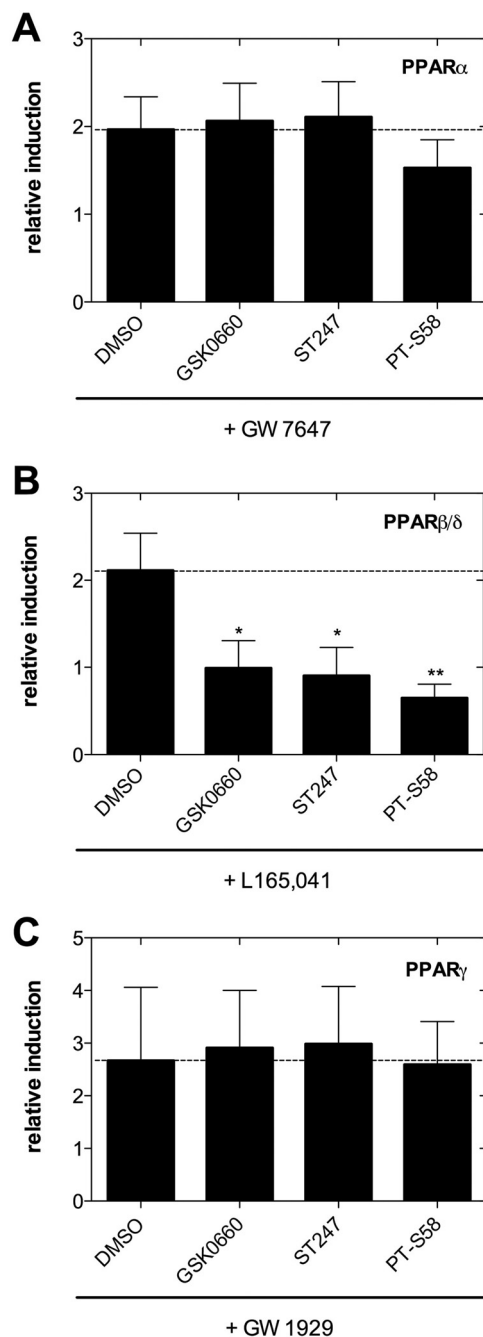 A
3
2
1
0
relative induction
PPARα
DMSO
GSK0660
ST247
PT-S58
+ GW 7647
B
3
2
1
0
relative induction
PPARβ/δ
*
*
**
DMSO
GSK0660
ST247
PT-S58
+ L165,041
C
5
4
3
2
1
0
relative induction
PPARγ
DMSO
GSK0660
ST247
PT-S58
+ GW 1929